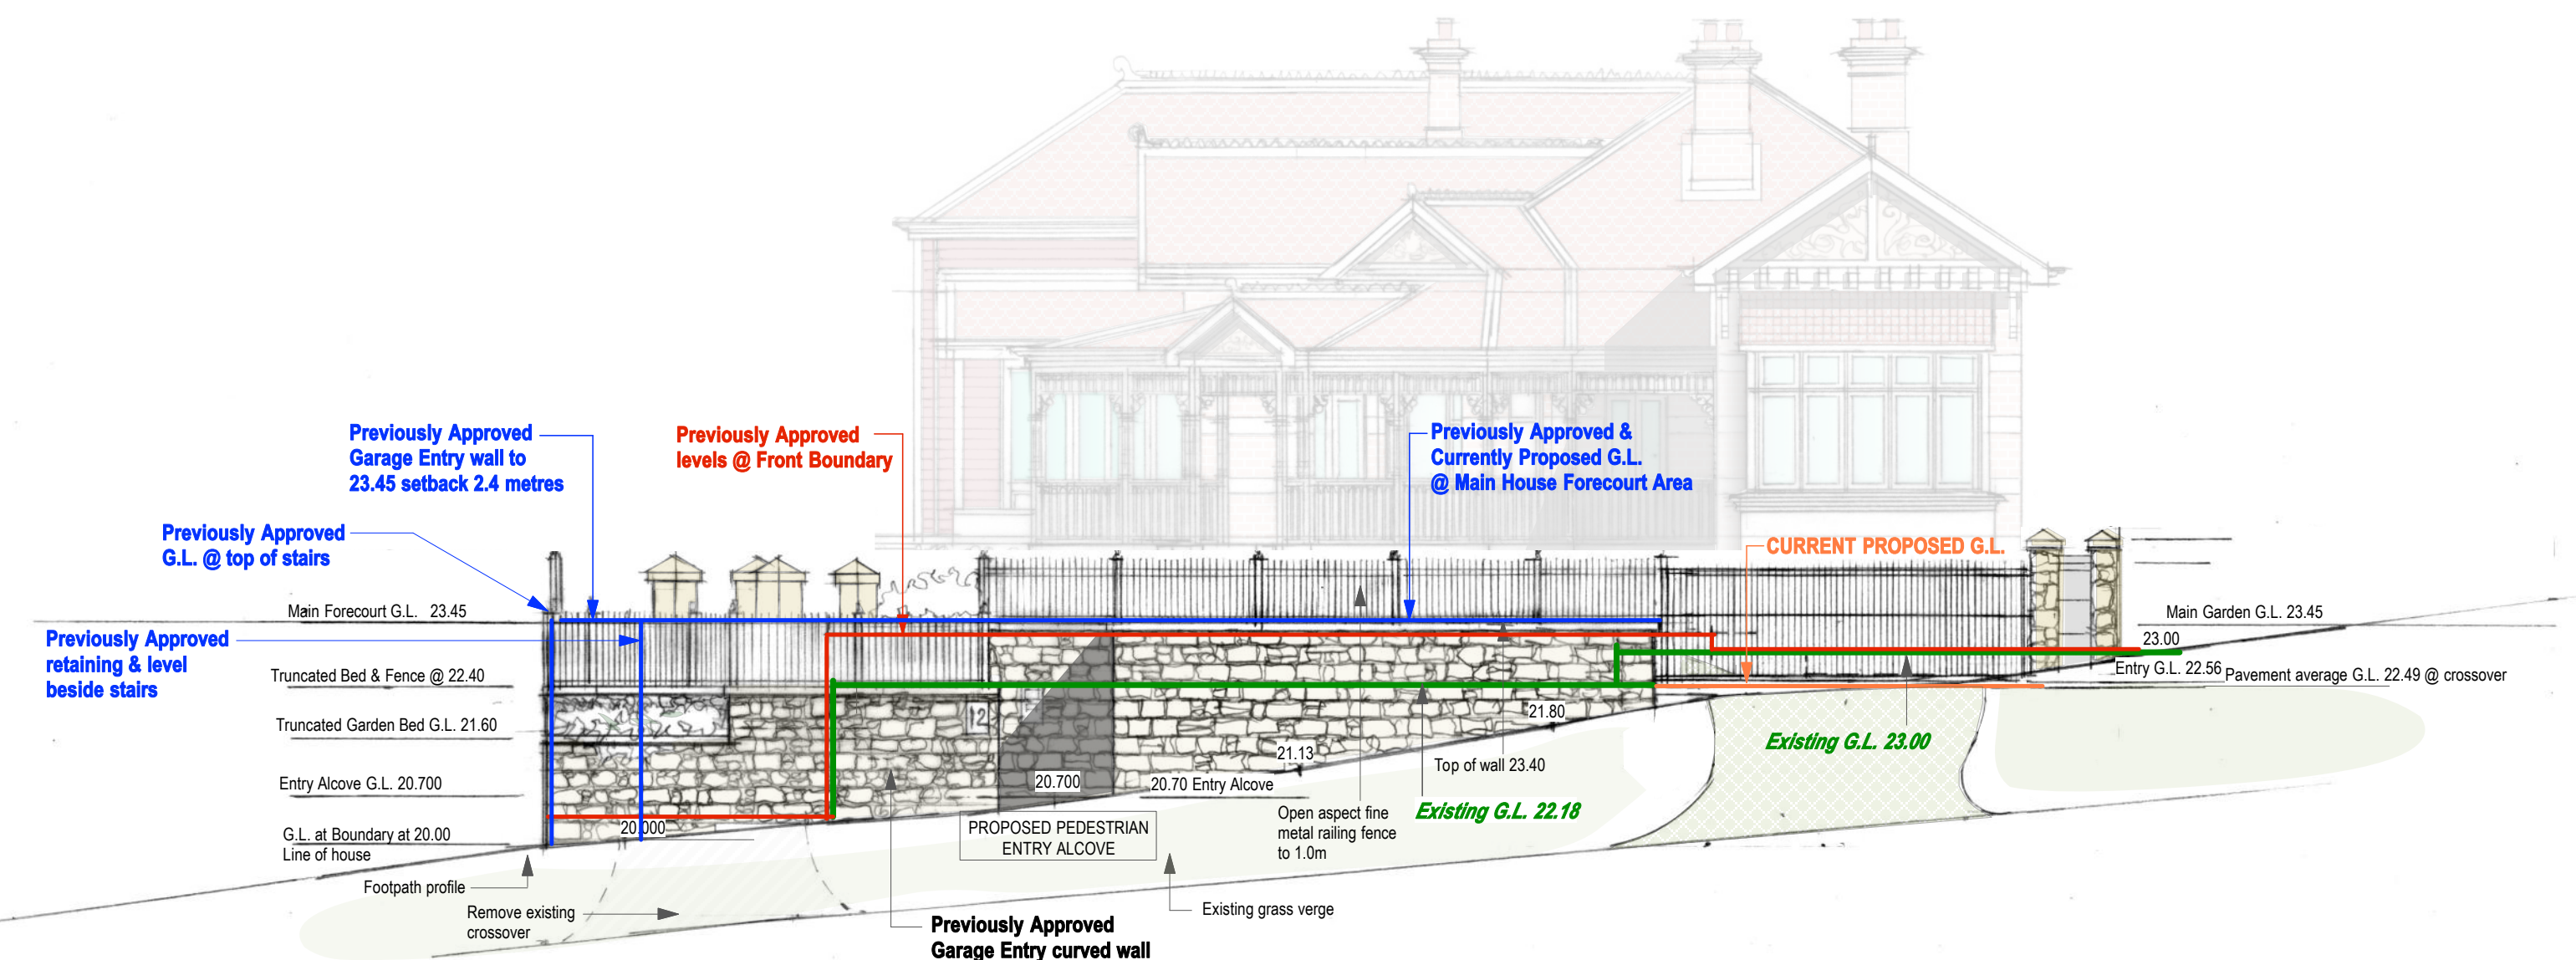 Previously Approved
Garage Entry wall to
23.45 setback 2.4 metres
Previously Approved
levels @ Front Boundary
Previously Approved &
Currently Proposed G.L.
@ Main House Forecourt Area
Previously Approved
G.L. @ top of stairs
CURRENT PROPOSED G.L.
Main Forecourt G.L. 23.45
Main Garden G.L. 23.45
Previously Approved
retaining & level
beside stairs
23.00
Truncated Bed & Fence @ 22.40
Entry G.L. 22.56
Pavement average G.L. 22.49 @ crossover
Truncated Garden Bed G.L. 21.60
12
21.80
Existing G.L. 23.00
21.13
Top of wall 23.40
Entry Alcove G.L. 20.700
20.700
20.70 Entry Alcove
Existing G.L. 22.18
Open aspect fine
metal railing fence
to 1.0m
G.L. at Boundary at 20.00
Line of house
20.000
PROPOSED PEDESTRIAN
ENTRY ALCOVE
Footpath profile
Remove existing
crossover
Existing grass verge
Previously Approved
Garage Entry curved wall